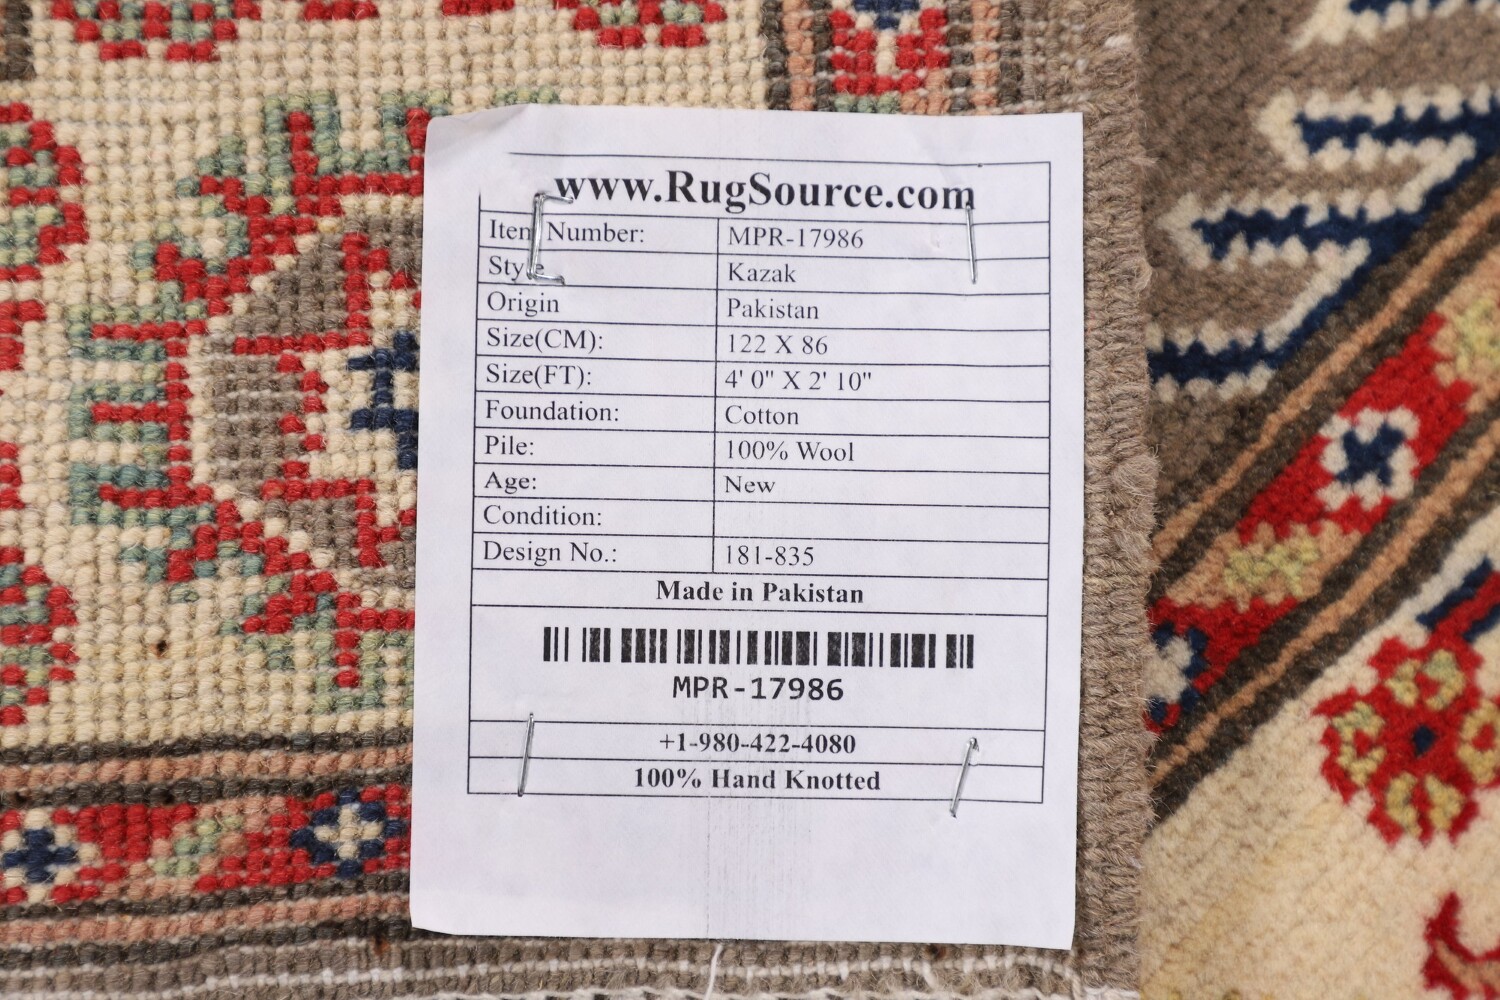 www.RugSource.com
Item Number: MPR-17986
Style Kazak
Origin Pakistan
Size(CM): 122 X 86
Size(FT): 4' 0" X 2' 10"
Foundation: Cotton
Pile: 100% Wool
Age: New
Condition:
Design No.: 181-835
Made in Pakistan
MPR-17986
+1-980-422-4080
100% Hand Knotted